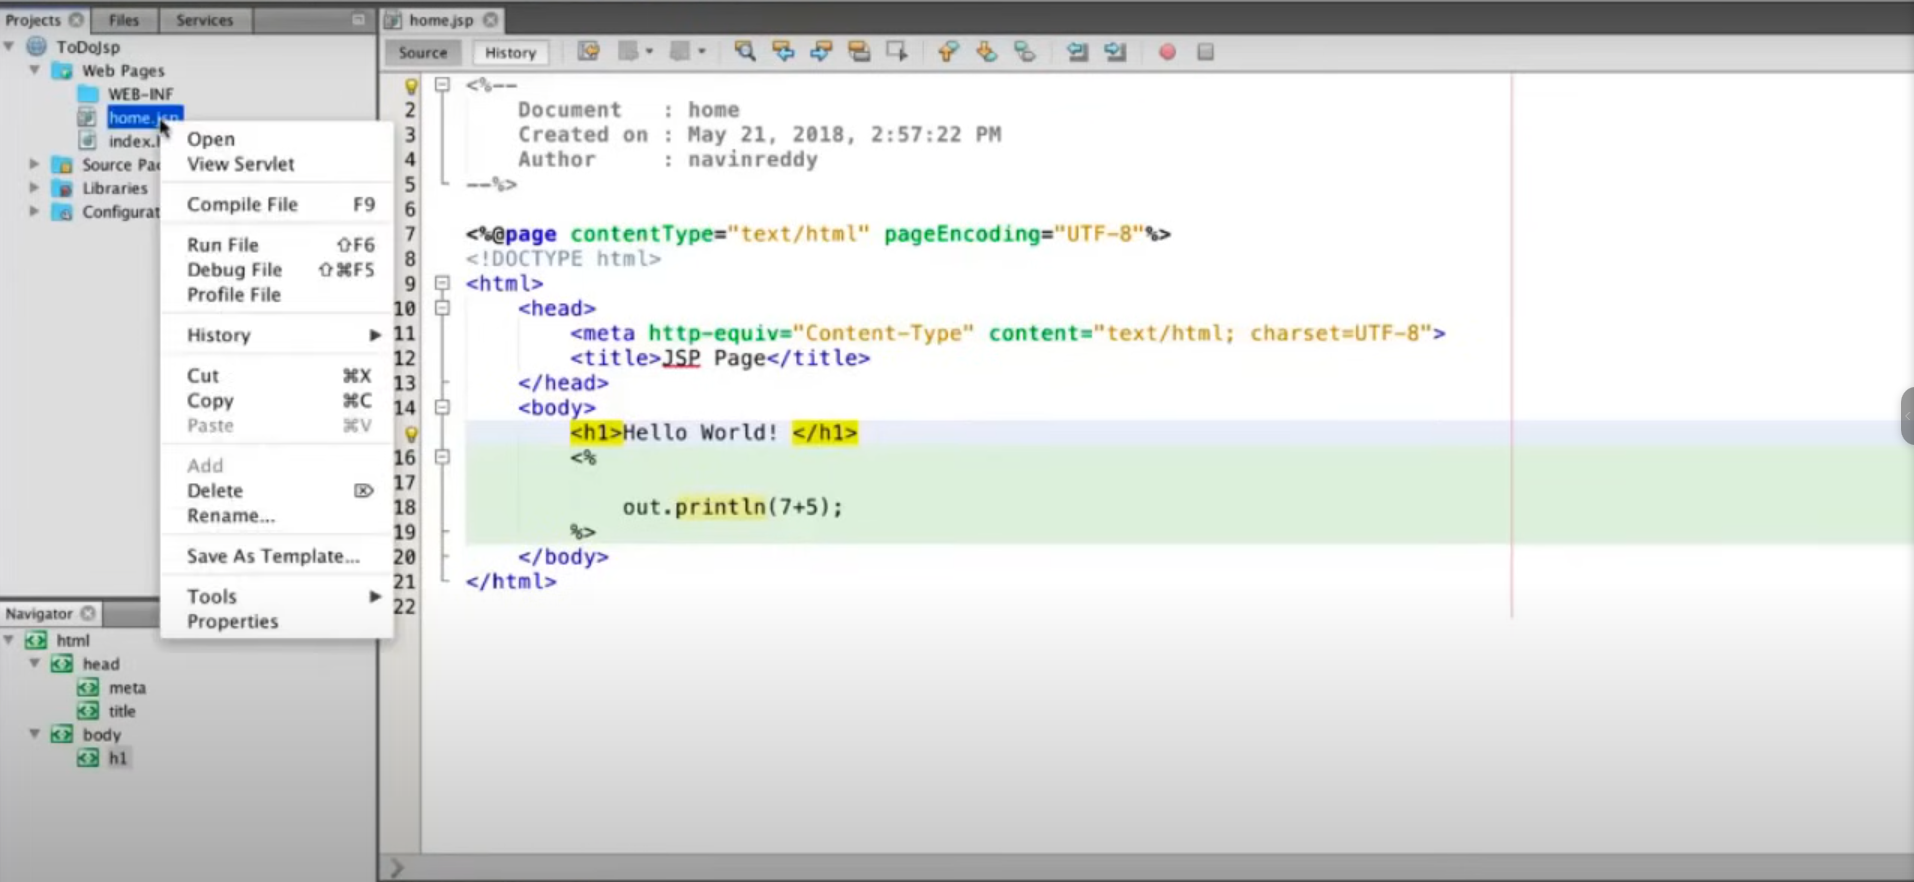 Projects
Files
Services
ToDoJsp
Web Pages
WEB-INF
home.jsp
index.h
Source Pac
Libraries
Configurat
Open
View Servlet
Compile File F9
Run File ⇧F6
Debug File ⇧⌘F5
Profile File
History
Cut ⌘X
Copy ⌘C
Paste ⌘V
Add
Delete ⌦
Rename...
Save As Template...
Tools
Properties
Navigator
html
head
meta
title
body
h1
home.jsp
Source
History
<%--
2 Document : home
3 Created on : May 21, 2018, 2:57:22 PM
4 Author : navinreddy
5 --%>
6
7 <%@page contentType="text/html" pageEncoding="UTF-8"%>
8 <!DOCTYPE html>
9 <html>
10 <head>
11 <meta http-equiv="Content-Type" content="text/html; charset=UTF-8">
12 <title>JSP Page</title>
13 </head>
14 <body>
<h1>Hello World! </h1>
16 <%
17
18 out.println(7+5);
19 %>
20 </body>
21 </html>
22